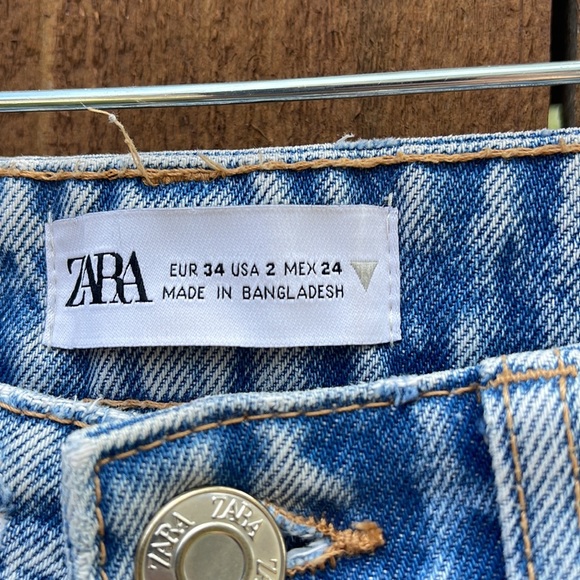 ZARA
EUR 34 USA 2 MEX 24
MADE IN BANGLADESH
ZARA ZARA